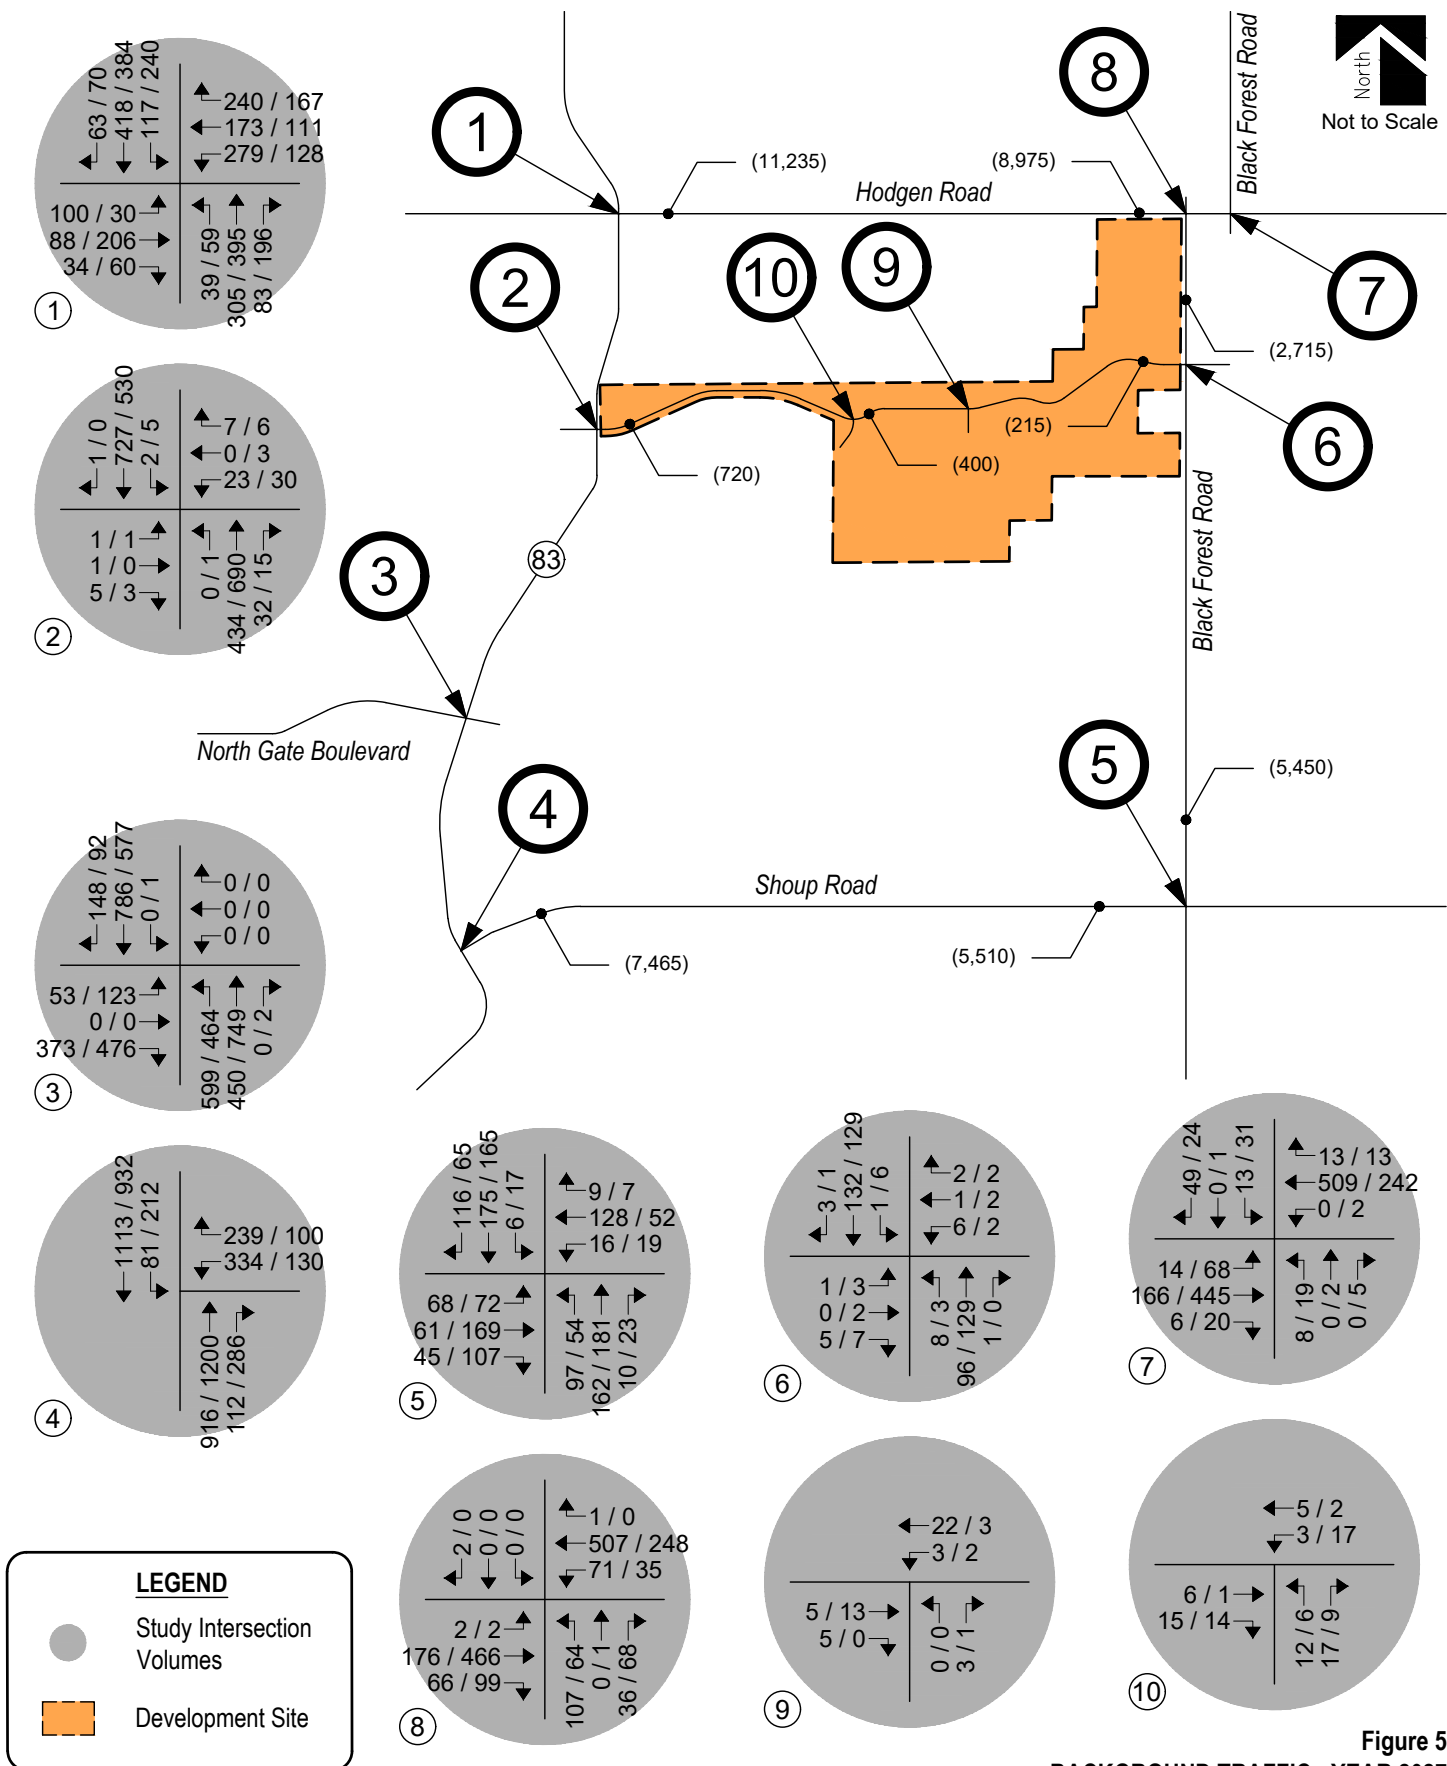 63 / 70
418 / 384
117 / 240
240 / 167
173 / 111
279 / 128
100 / 30
88 / 206
34 / 60
39 / 59
305 / 395
83 / 196
1
1 / 0
727 / 530
2 / 5
7 / 6
0 / 3
23 / 30
1 / 1
1 / 0
5 / 3
0 / 1
434 / 690
32 / 15
2
148 / 92
786 / 577
0 / 1
0 / 0
0 / 0
0 / 0
53 / 123
0 / 0
373 / 476
599 / 464
450 / 749
0 / 2
3
1113 / 932
81 / 212
239 / 100
334 / 130
916 / 1200
112 / 286
4
1
2
3
4
5
6
7
8
9
10
(11,235)
(8,975)
Hodgen Road
Black Forest Road
North
Not to Scale
(2,715)
(215)
(400)
(720)
83
Black Forest Road
North Gate Boulevard
(5,450)
Shoup Road
(7,465)
(5,510)
116 / 65
175 / 165
6 / 17
9 / 7
128 / 52
16 / 19
68 / 72
61 / 169
45 / 107
97 / 54
162 / 181
10 / 23
5
3 / 1
132 / 129
1 / 6
2 / 2
1 / 2
6 / 2
1 / 3
0 / 2
5 / 7
8 / 3
96 / 129
1 / 0
6
49 / 24
0 / 1
13 / 31
13 / 13
509 / 242
0 / 2
14 / 68
166 / 445
6 / 20
8 / 19
0 / 2
0 / 5
7
2 / 0
0 / 0
0 / 0
1 / 0
507 / 248
71 / 35
2 / 2
176 / 466
66 / 99
107 / 64
0 / 1
36 / 68
8
22 / 3
3 / 2
5 / 13
5 / 0
0 / 0
3 / 1
9
5 / 2
3 / 17
6 / 1
15 / 14
12 / 6
17 / 9
10
LEGEND
Study Intersection
Volumes
Development Site
Figure 5